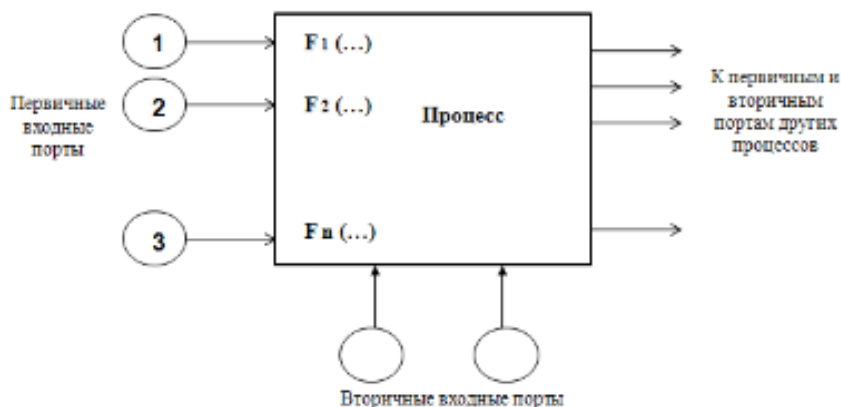 1
F1 (...)
Первичные
входные
порты
2
F2 (...)
Процесс
К первичным и
вторичным
портам других
процессов
3
Fn (...)
Вторичные входные порты